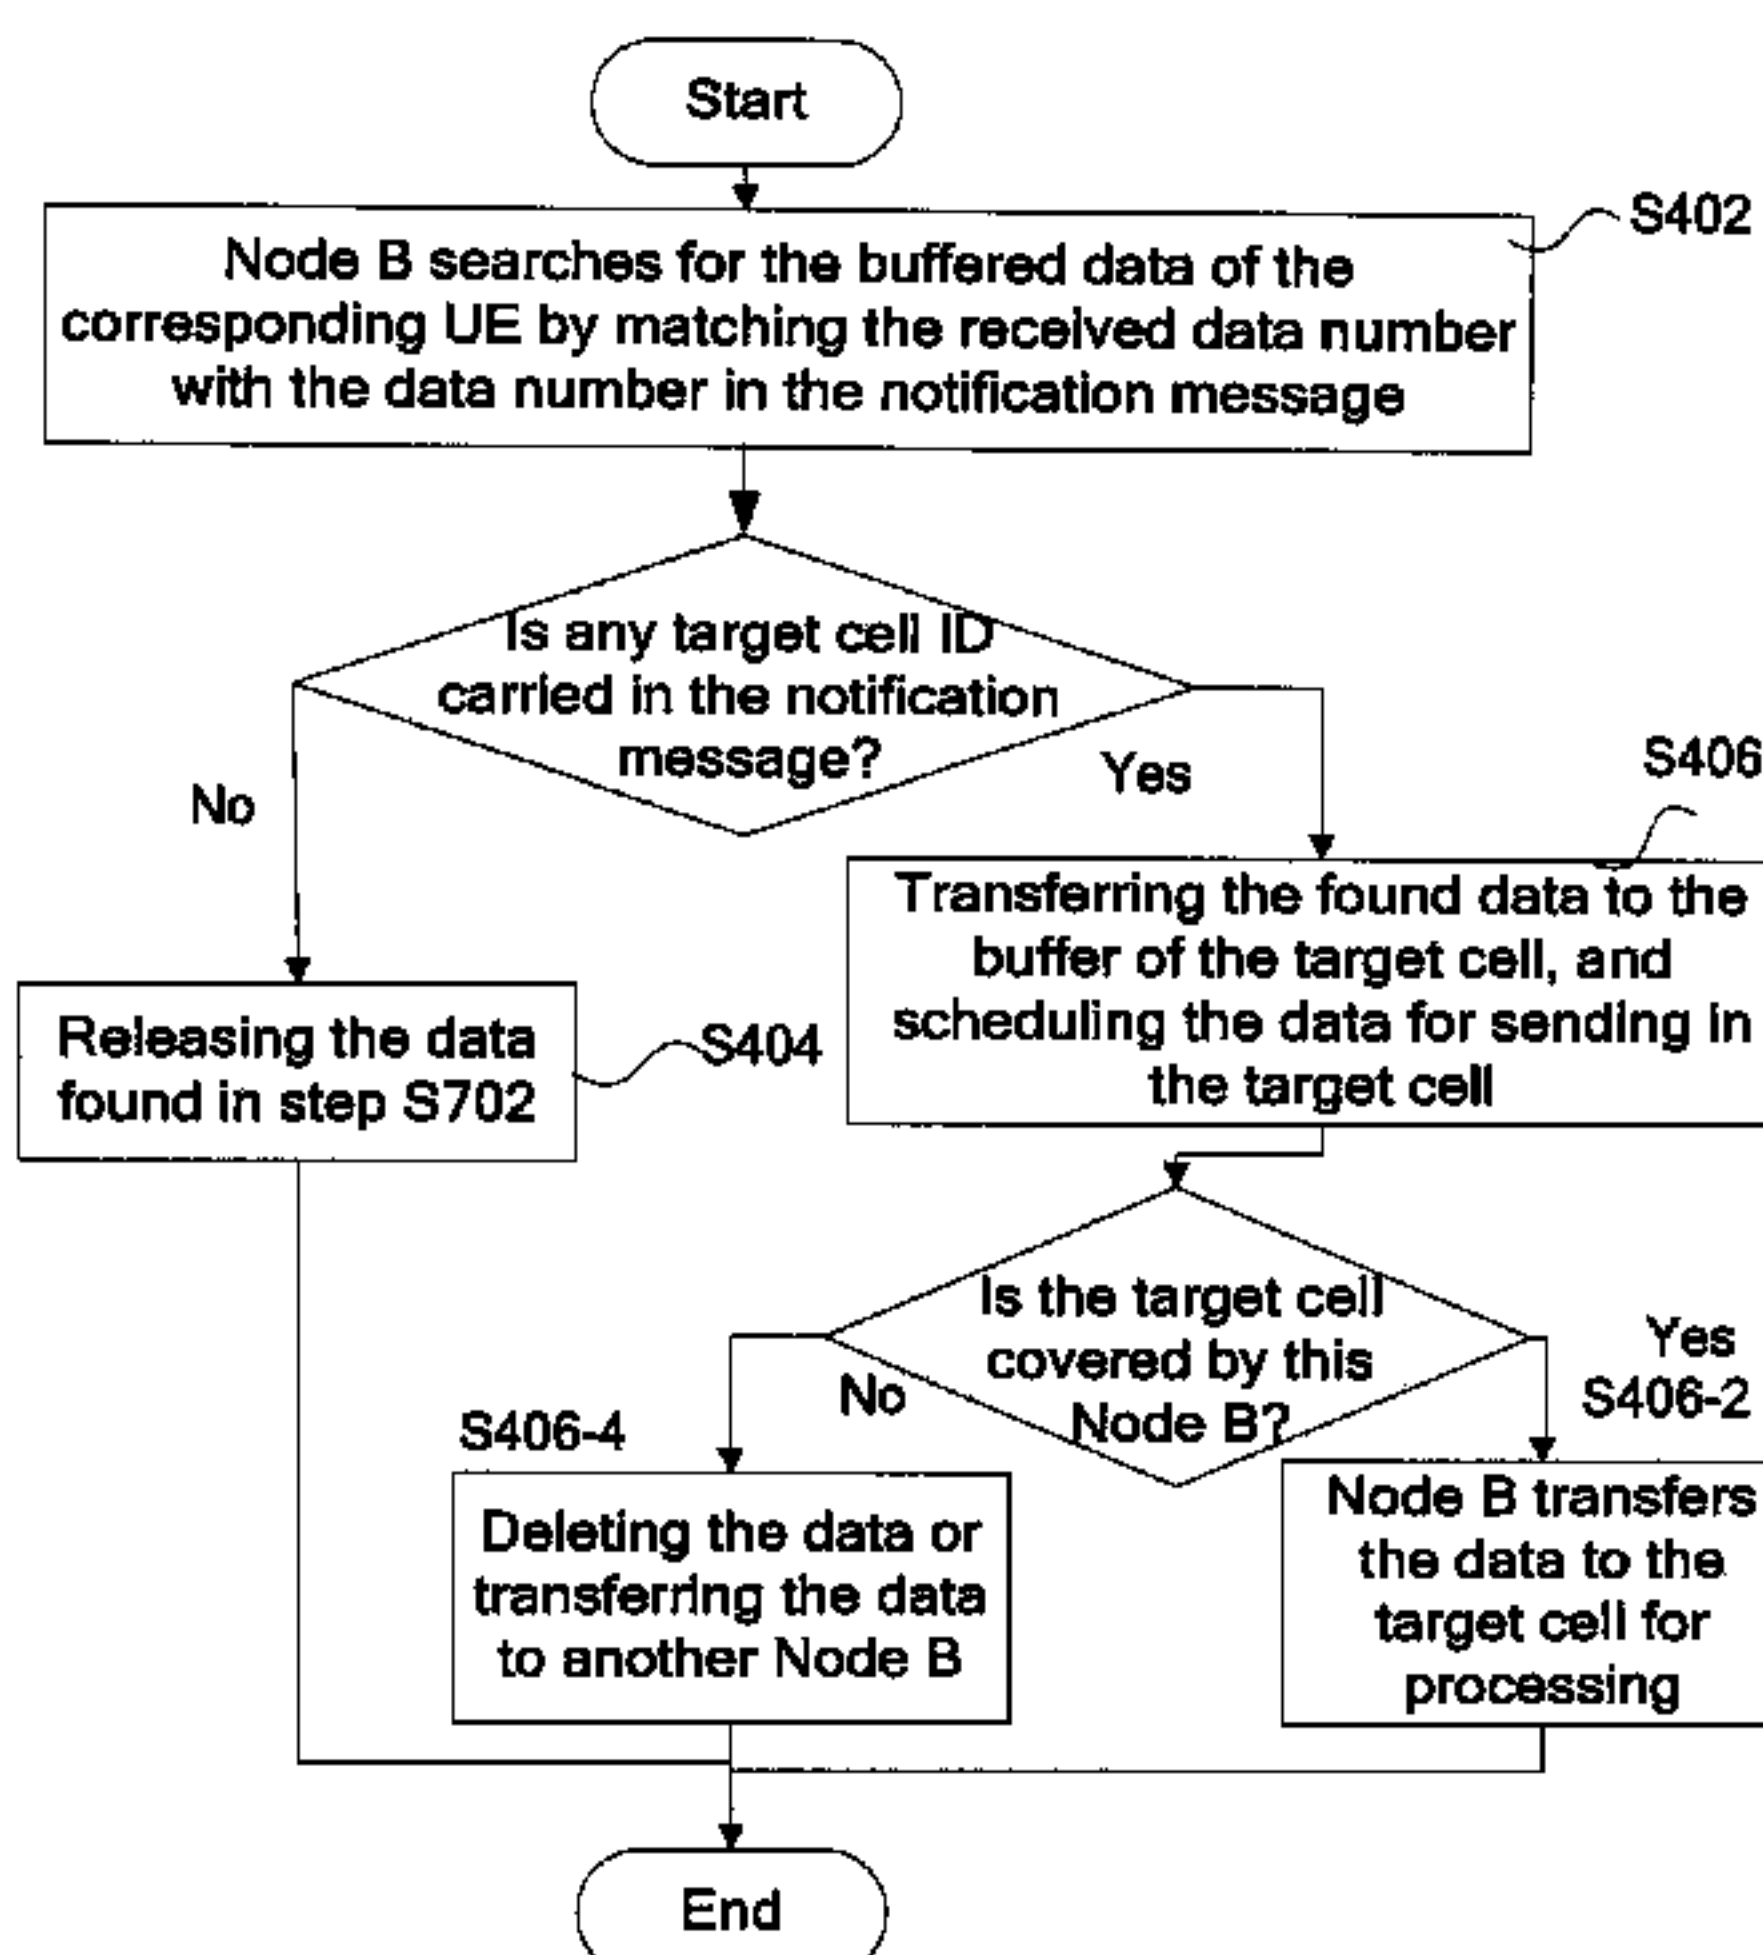 Start
S402
Node B searches for the buffered data of the
corresponding UE by matching the received data number
with the data number in the notification message
Is any target cell ID
carried in the notification
message?
No
Yes
S406
Transferring the found data to the
buffer of the target cell, and
scheduling the data for sending in
the target cell
Releasing the data
found in step S702
S404
Is the target cell
covered by this
Node B?
No
Yes
S406-2
S406-4
Deleting the data or
transferring the data
to another Node B
Node B transfers
the data to the
target cell for
processing
End